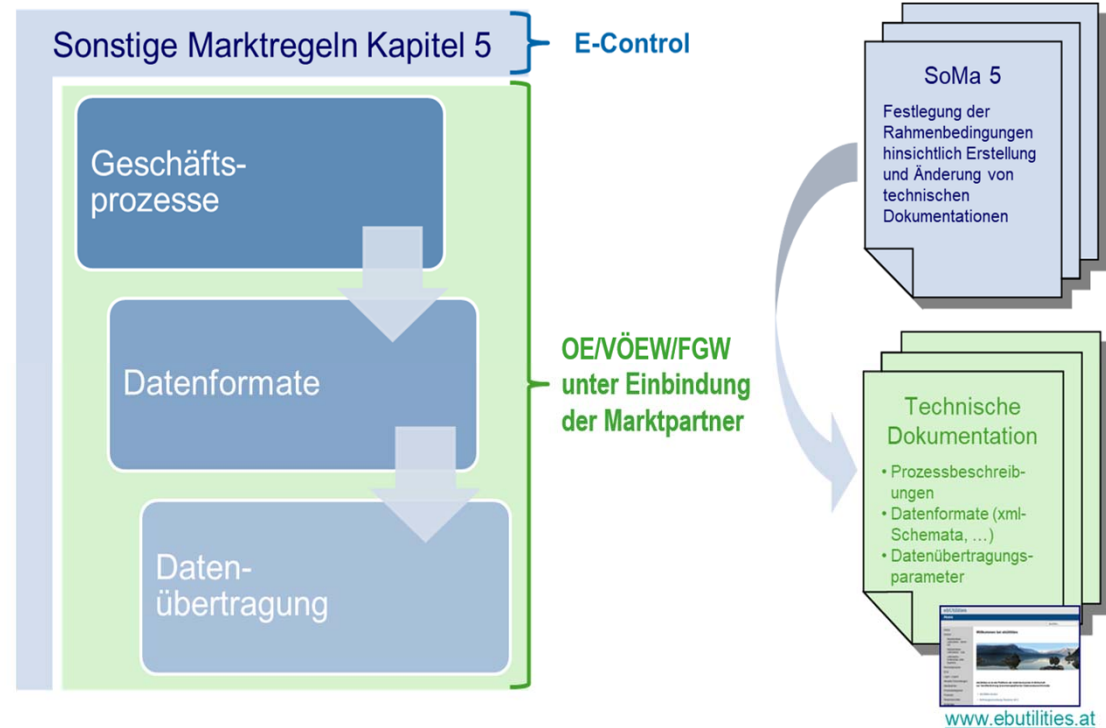 Sonstige Marktregeln Kapitel 5
E-Control
Geschäfts-
prozesse
Datenformate
Daten-
übertragung
OE/VÖEW/FGW
unter Einbindung
der Marktpartner
SoMa 5
Festlegung der
Rahmenbedingungen
hinsichtlich Erstellung
und Änderung von
technischen
Dokumentationen
Technische
Dokumentation
• Prozessbeschreib-
ungen
• Datenformate (xml-
Schemata, ...)
• Datenübertragungs-
parameter
www.ebutilities.at